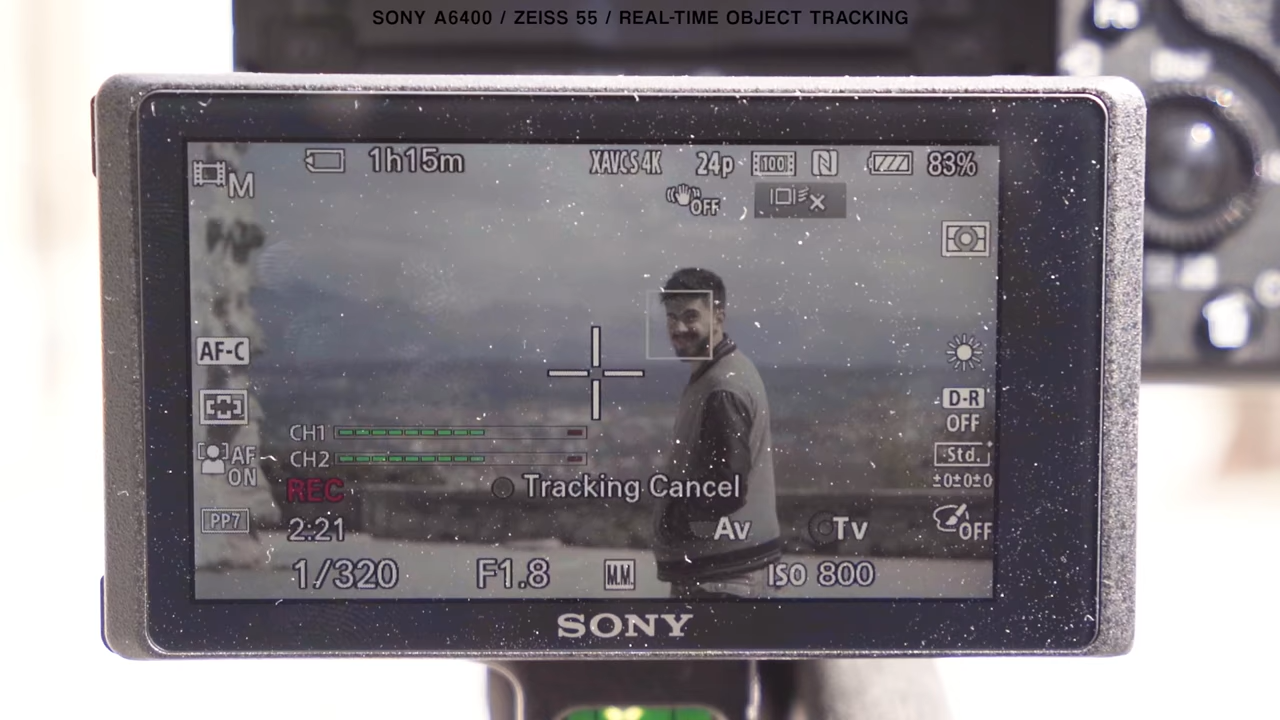 SONY A6400 / ZEISS 55 / REAL-TIME OBJECT TRACKING
1h15m XAVC S 4K 24p 100 N 83%
M OFF
AF-C
D-R
OFF
CH1
CH2
Std.
AF
ON
±0±0±0
REC
Tracking Cancel
PP7
2:21
Av Tv OFF
1/320 F1.8 M.M. ISO 800
SONY